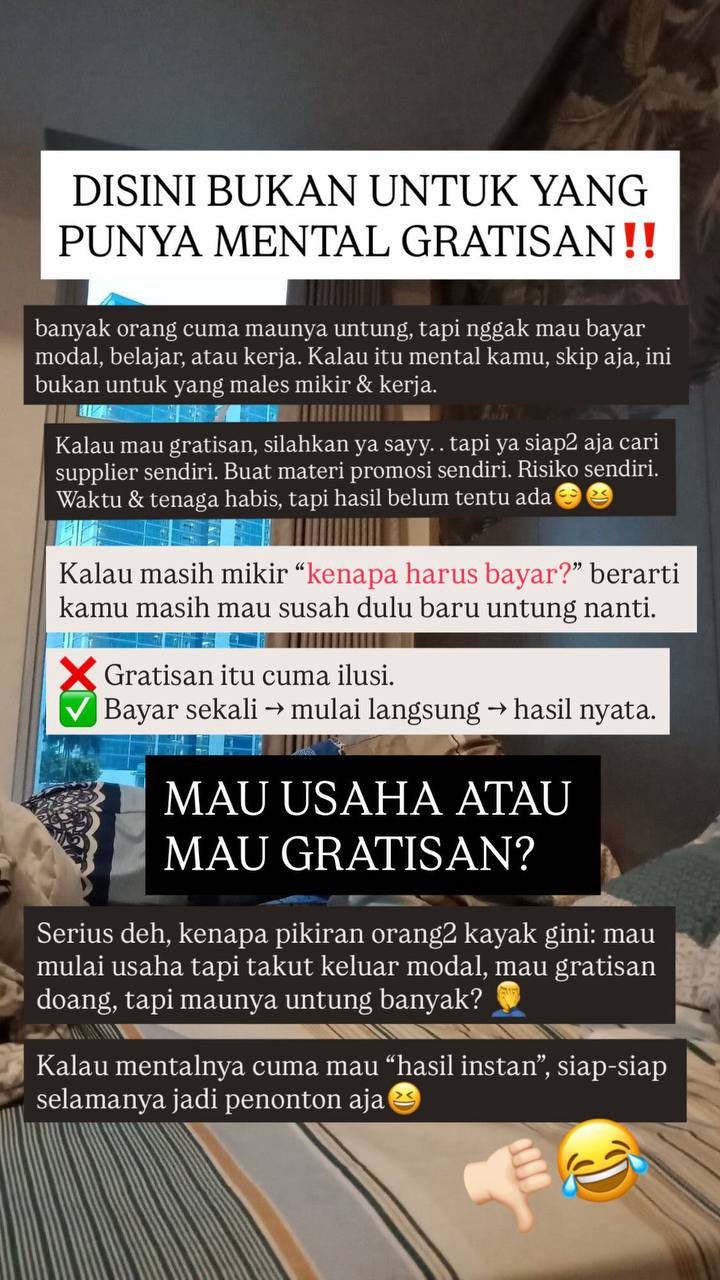 DISINI BUKAN UNTUK YANG
PUNYA MENTAL GRATISAN‼️
banyak orang cuma maunya untung, tapi nggak mau bayar
modal, belajar, atau kerja. Kalau itu mental kamu, skip aja, ini
bukan untuk yang males mikir & kerja.
Kalau mau gratisan, silahkan ya sayy. . tapi ya siap2 aja cari
supplier sendiri. Buat materi promosi sendiri. Risiko sendiri.
Waktu & tenaga habis, tapi hasil belum tentu ada😌😆
Kalau masih mikir “kenapa harus bayar?” berarti
kamu masih mau susah dulu baru untung nanti.
❌ Gratisan itu cuma ilusi.
✅ Bayar sekali → mulai langsung → hasil nyata.
MAU USAHA ATAU
MAU GRATISAN?
Serius deh, kenapa pikiran orang2 kayak gini: mau
mulai usaha tapi takut keluar modal, mau gratisan
doang, tapi maunya untung banyak? 🤦‍♂️
Kalau mentalnya cuma mau “hasil instan”, siap-siap
selamanya jadi penonton aja😆
👎🏻😂